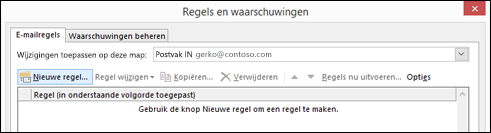 Regels en waarschuwingen
E-mailregels Waarschuwingen beheren
Wijzigingen toepassen op deze map: Postvak IN gerko@contoso.com
Nieuwe regel... Regel wijzigen Kopiëren... Verwijderen Regels nu uitvoeren... Opties
Regel (in onderstaande volgorde toegepast)
Gebruik de knop Nieuwe regel om een regel te maken.